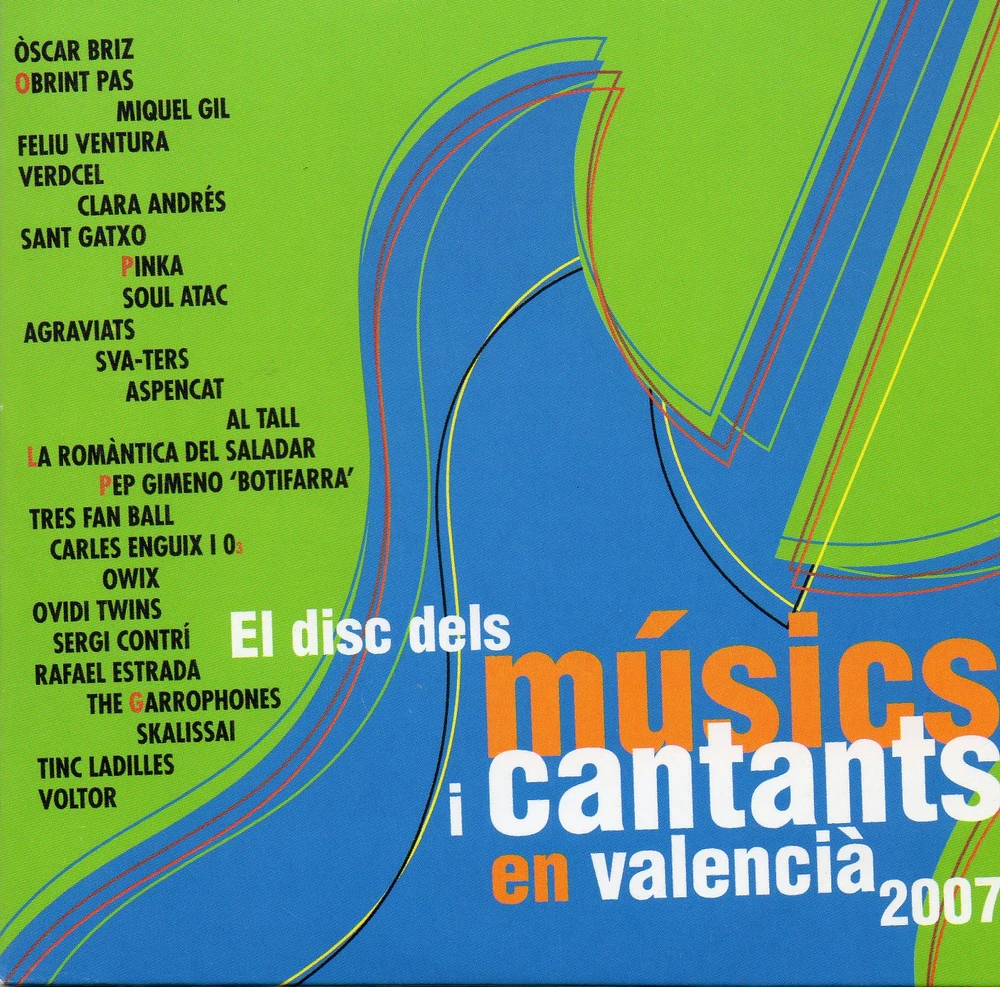 ÒSCAR BRIZ
OBRINT PAS
MIQUEL GIL
FELIU VENTURA
VERDCEL
CLARA ANDRÉS
SANT GATXO
PINKA
SOUL ATAC
AGRAVIATS
SVA-TERS
ASPENCAT
AL TALL
LA ROMÀNTICA DEL SALADAR
PEP GIMENO ‘BOTIFARRA’
TRES FAN BALL
CARLES ENGUIX I O3
OWIX
OVIDI TWINS
SERGI CONTRÍ
RAFAEL ESTRADA
THE GARROPHONES
SKALISSAI
TINC LADILLES
VOLTOR
El disc dels
músics
i cantants
en valencià
2007